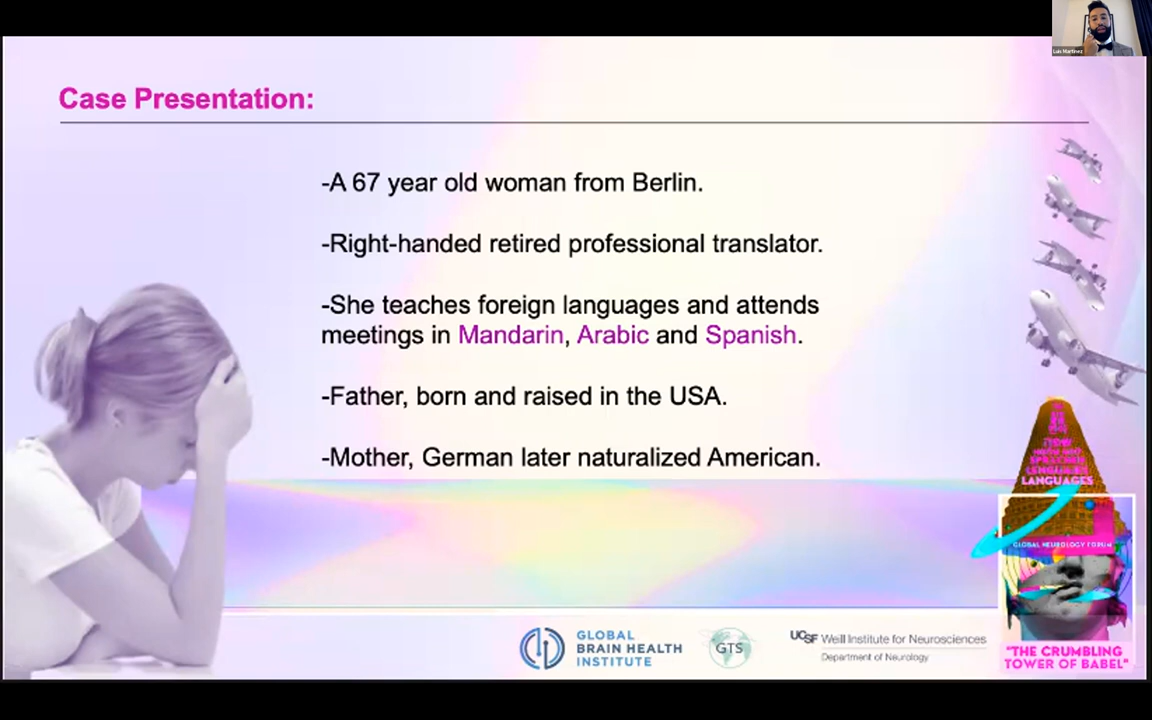 Luis Martinez
Case Presentation:
-A 67 year old woman from Berlin.
-Right-handed retired professional translator.
-She teaches foreign languages and attends
meetings in Mandarin, Arabic and Spanish.
-Father, born and raised in the USA.
-Mother, German later naturalized American.
LANGUAGES
GLOBAL NEUROLOGY FORUM
"THE CRUMBLING
TOWER OF BABEL"
GLOBAL
BRAIN HEALTH
INSTITUTE
GTS
UCSF Weill Institute for Neurosciences
Department of Neurology